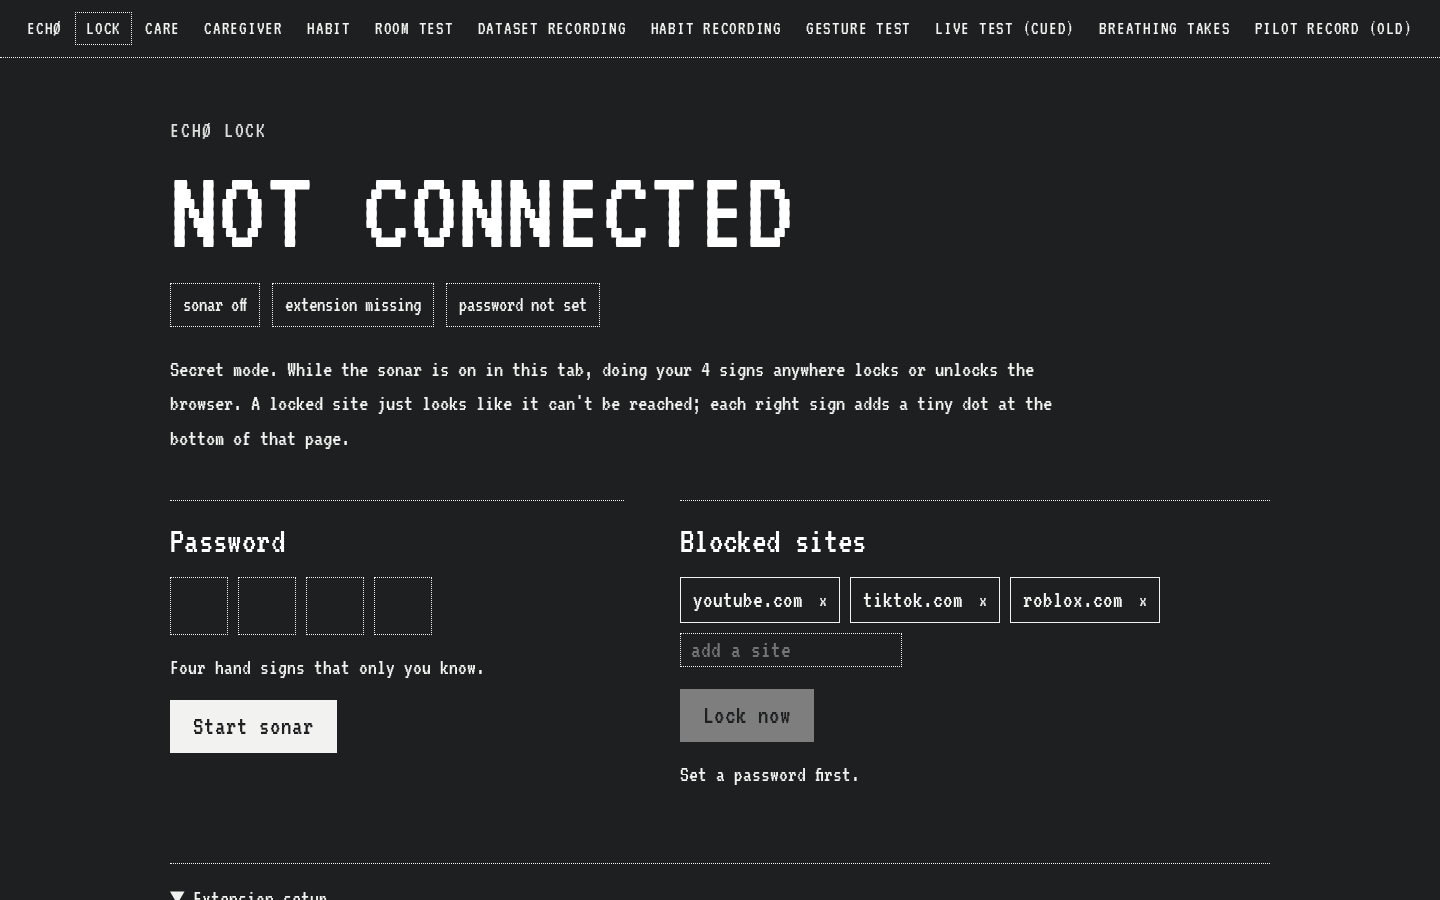 ECHØ LOCK CARE CAREGIVER HABIT ROOM TEST DATASET RECORDING HABIT RECORDING GESTURE TEST LIVE TEST (CUED) BREATHING TAKES PILOT RECORD (OLD)
ECHØ LOCK
NOT CONNECTED
sonar off extension missing password not set
Secret mode. While the sonar is on in this tab, doing your 4 signs anywhere locks or unlocks the
browser. A locked site just looks like it can't be reached; each right sign adds a tiny dot at the
bottom of that page.
Password
Four hand signs that only you know.
Start sonar
Blocked sites
youtube.com x tiktok.com x roblox.com x
add a site
Lock now
Set a password first.
▼ Extension setup